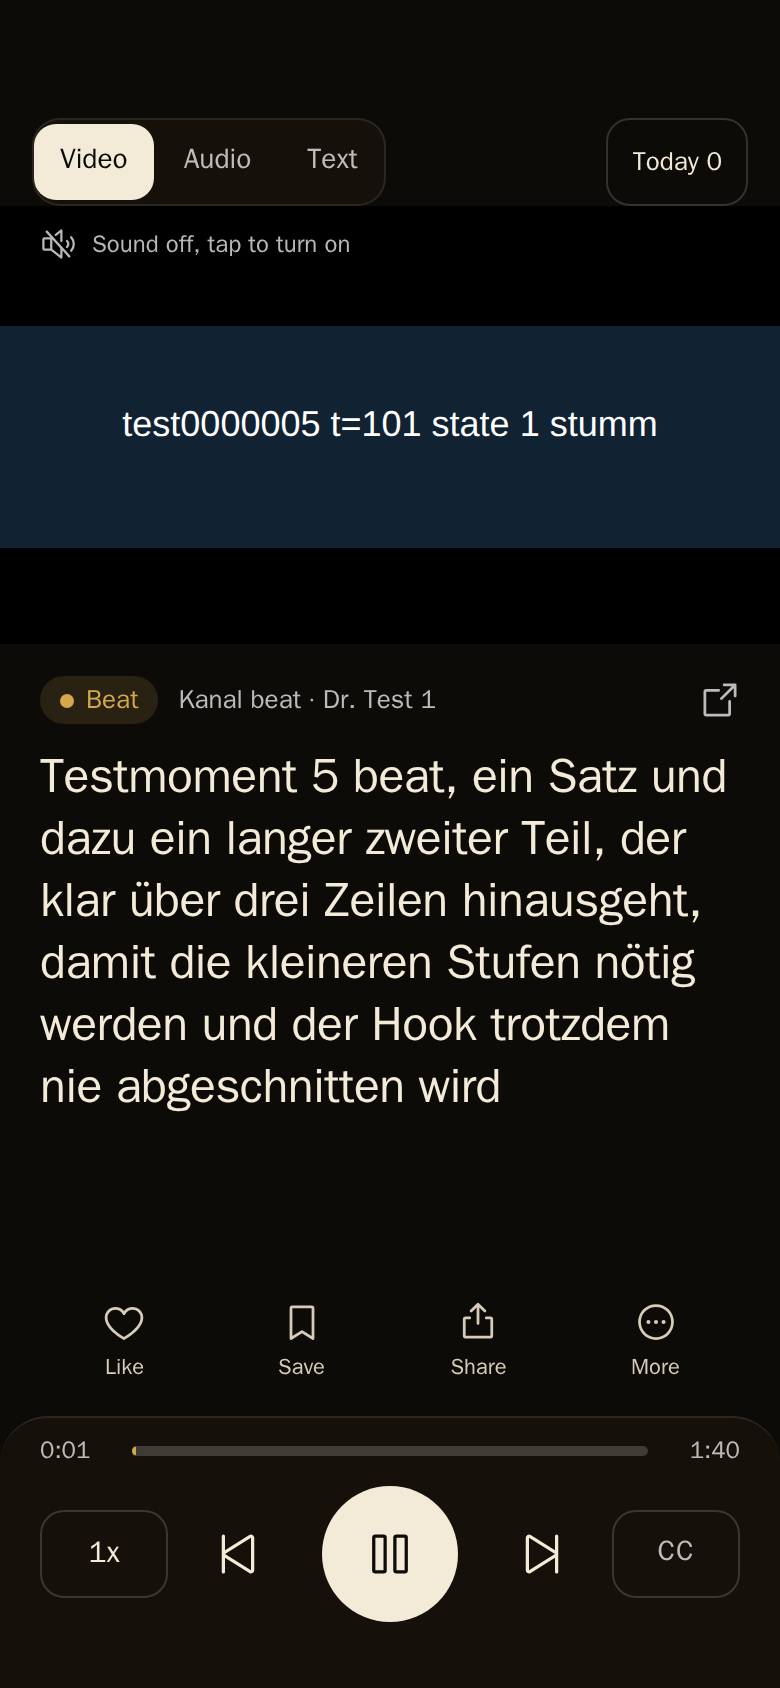 Video Audio Text Today 0
Sound off, tap to turn on
test0000005 t=101 state 1 stumm
Beat Kanal beat · Dr. Test 1
Testmoment 5 beat, ein Satz und
dazu ein langer zweiter Teil, der
klar über drei Zeilen hinausgeht,
damit die kleineren Stufen nötig
werden und der Hook trotzdem
nie abgeschnitten wird
Like Save Share More
0:01 1:40
1x CC